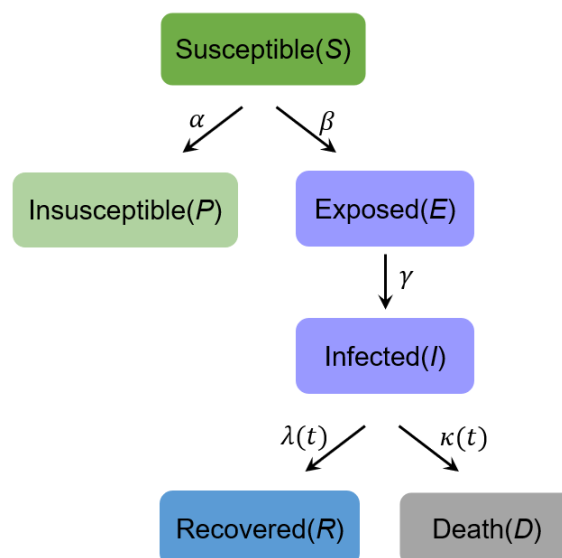 Susceptible(S)
α
β
Insusceptible(P)
Exposed(E)
γ
Infected(I)
λ(t)
κ(t)
Recovered(R)
Death(D)